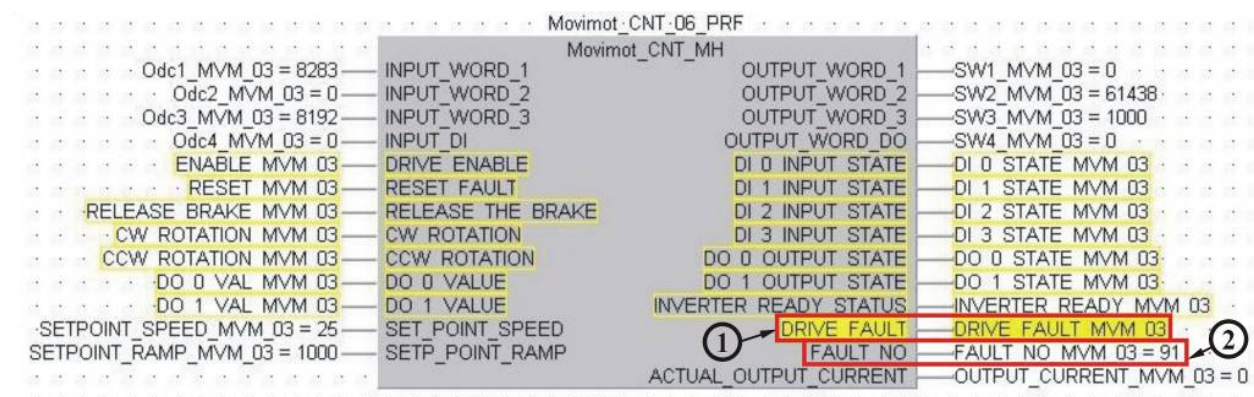 Movimot CNT 06_PRF
Movimot_CNT_MH
Odc1_MVM_03 = 8283 INPUT_WORD_1 OUTPUT_WORD_1 SW1_MVM_03 = 0
Odc2_MVM_03 = 0 INPUT_WORD_2 OUTPUT_WORD_2 SW2_MVM_03 = 61438
Odc3_MVM_03 = 8192 INPUT_WORD_3 OUTPUT_WORD_3 SW3_MVM_03 = 1000
Odc4_MVM_03 = 0 INPUT_DI OUTPUT_WORD_DO SW4_MVM_03 = 0
ENABLE MVM 03 DRIVE ENABLE DI 0 INPUT STATE DI 0 STATE MVM 03
RESET MVM 03 RESET FAULT DI 1 INPUT STATE DI 1 STATE MVM 03
RELEASE BRAKE MVM 03 RELEASE THE BRAKE DI 2 INPUT STATE DI 2 STATE MVM 03
CW ROTATION MVM 03 CW ROTATION DI 3 INPUT STATE DI 3 STATE MVM 03
CCW ROTATION MVM 03 CCW ROTATION DO 0 OUTPUT STATE DO 0 STATE MVM 03
DO 0 VAL MVM 03 DO 0 VALUE DO 1 OUTPUT STATE DO 1 STATE MVM 03
DO 1 VAL MVM 03 DO 1 VALUE INVERTER READY STATUS INVERTER READY MVM 03
SETPOINT_SPEED_MVM_03 = 25 SET_POINT_SPEED 1 DRIVE FAULT DRIVE FAULT MVM 03 2
SETPOINT_RAMP_MVM_03 = 1000 SETP_POINT_RAMP FAULT NO FAULT NO MVM 03 = 91
ACTUAL_OUTPUT_CURRENT OUTPUT_CURRENT_MVM_03 = 0